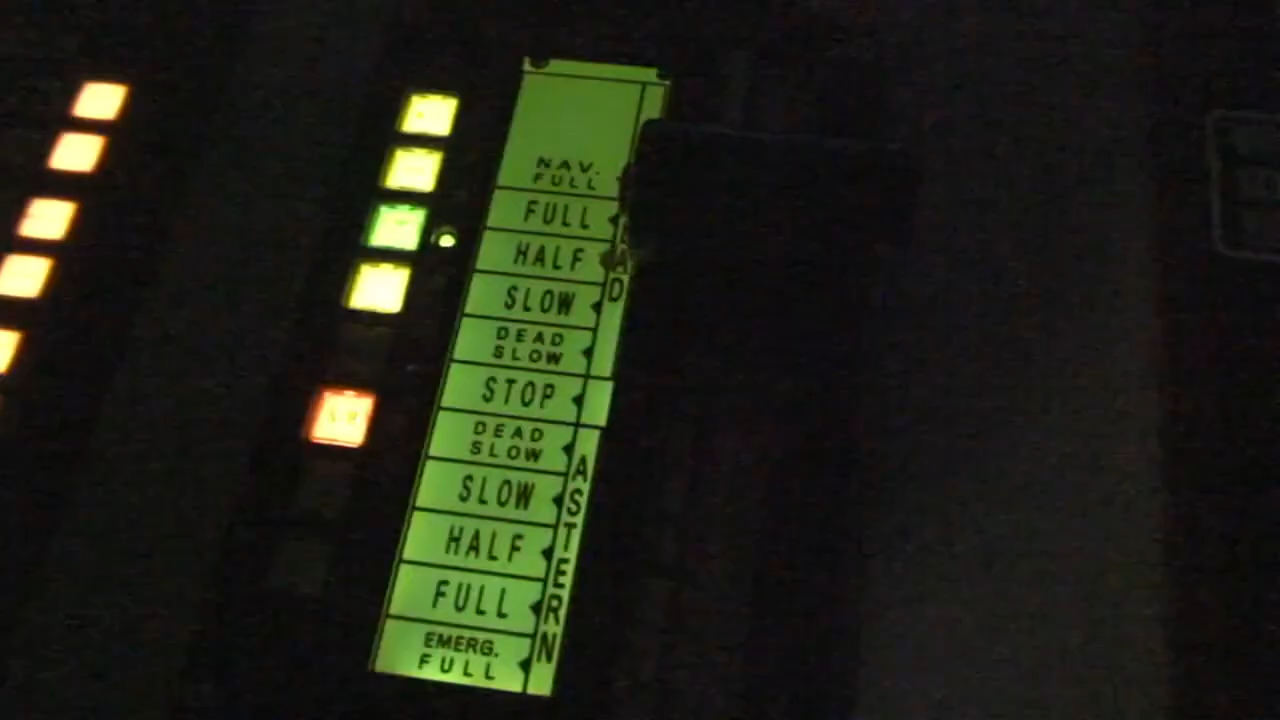 NAV.
FULL
FULL
HALF
SLOW
DEAD
SLOW
STOP
DEAD
SLOW
SLOW
HALF
FULL
EMERG.
FULL
ASTERN